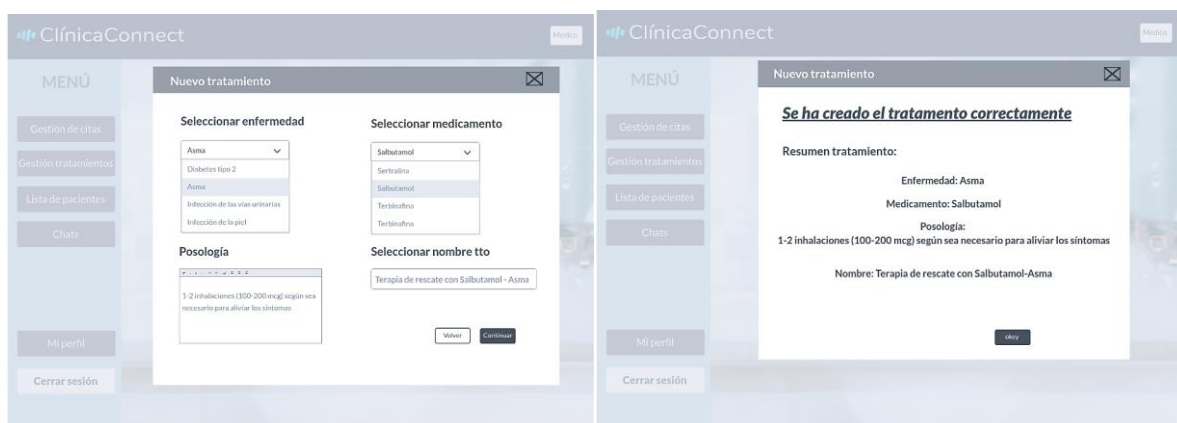 ClínicaConnect
Medico
MENÚ
Gestión de citas
Gestión tratamientos
Lista de pacientes
Chats
Mi perfil
Cerrar sesión
Nuevo tratamiento
Seleccionar enfermedad
Asma
Diabetes tipo 2
Asma
Infección de las vías urinarias
Infección de la piel
Seleccionar medicamento
Salbutamol
Sertralina
Salbutamol
Terbinafina
Terbinafina
Posología
1-2 inhalaciones (100-200 mcg) según sea
necesario para aliviar los síntomas
Seleccionar nombre tto
Terapia de rescate con Salbutamol - Asma
Volver
Continuar
ClínicaConnect
Medico
MENÚ
Gestión de citas
Gestión tratamientos
Lista de pacientes
Chats
Mi perfil
Cerrar sesión
Nuevo tratamiento
Se ha creado el tratamento correctamente
Resumen tratamiento:
Enfermedad: Asma
Medicamento: Salbutamol
Posología:
1-2 inhalaciones (100-200 mcg) según sea necesario para aliviar los síntomas
Nombre: Terapia de rescate con Salbutamol-Asma
okey